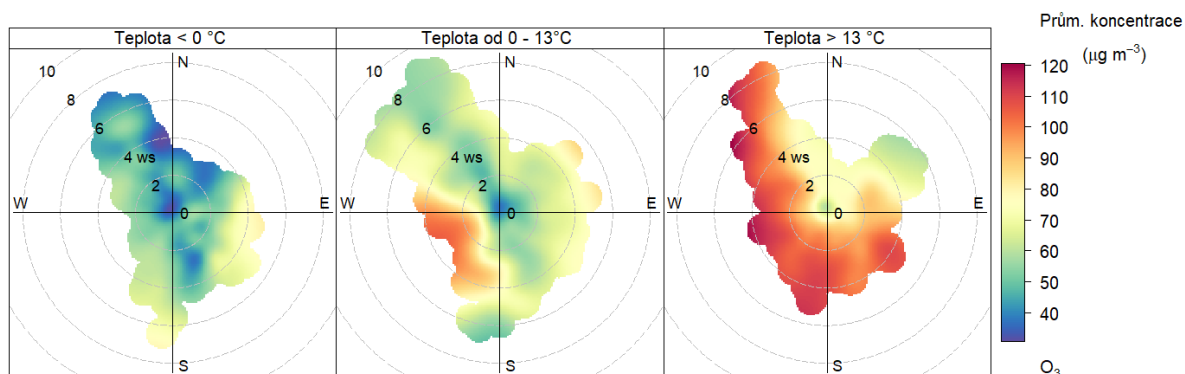 Teplota < 0 °C
N
10
8
6
4 ws
2
W
0
E
S
Teplota od 0 - 13°C
N
10
8
6
4 ws
2
W
0
E
S
Teplota > 13 °C
N
10
8
6
4 ws
2
W
0
E
S
Prům. koncentrace
(µg m⁻³)
120
110
100
90
80
70
60
50
40
O₃